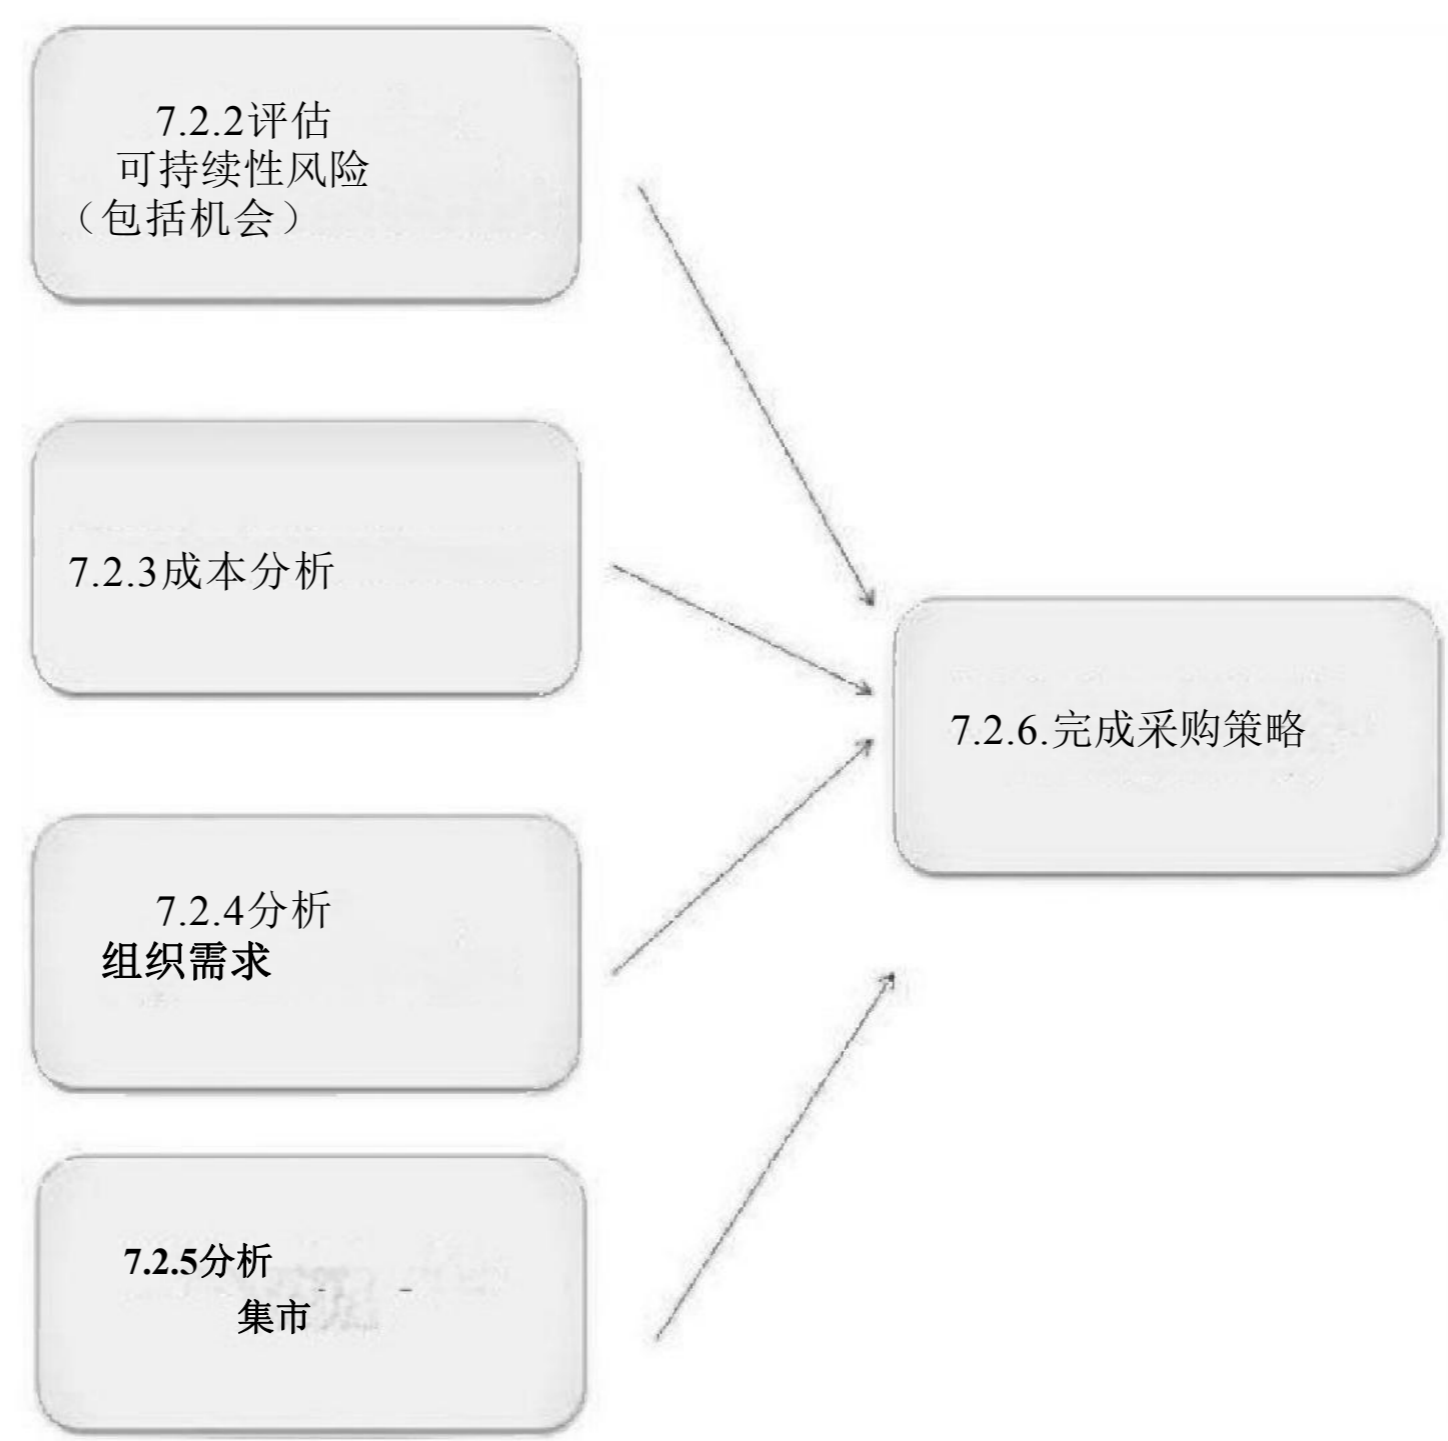 7.2.2评估
可持续性风险
（包括机会）
7.2.3成本分析
7.2.4分析
组织需求
7.2.5分析
集市
7.2.6.完成采购策略